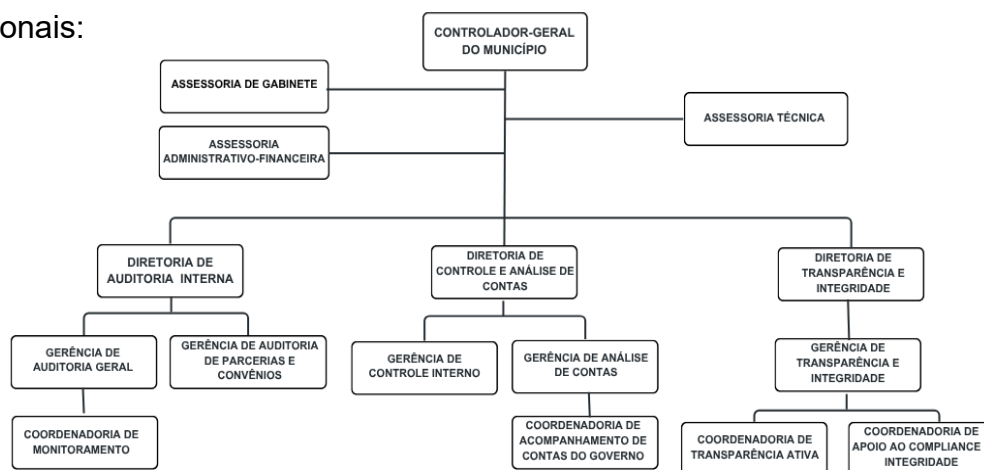 onais:
CONTROLADOR-GERAL
DO MUNICÍPIO
ASSESSORIA DE GABINETE
ASSESSORIA TÉCNICA
ASSESSORIA
ADMINISTRATIVO-FINANCEIRA
DIRETORIA DE
AUDITORIA INTERNA
DIRETORIA DE
CONTROLE E ANÁLISE DE
CONTAS
DIRETORIA DE
TRANSPARÊNCIA E
INTEGRIDADE
GERÊNCIA DE
AUDITORIA GERAL
GERÊNCIA DE AUDITORIA
DE PARCERIAS E
CONVÊNIOS
GERÊNCIA DE
CONTROLE INTERNO
GERÊNCIA DE ANÁLISE
DE CONTAS
GERÊNCIA DE
TRANSPARÊNCIA E
INTEGRIDADE
COORDENADORIA DE
MONITORAMENTO
COORDENADORIA DE
ACOMPANHAMENTO DE
CONTAS DO GOVERNO
COORDENADORIA DE
TRANSPARÊNCIA ATIVA
COORDENADORIA DE
APOIO AO COMPLIANCE
INTEGRIDADE